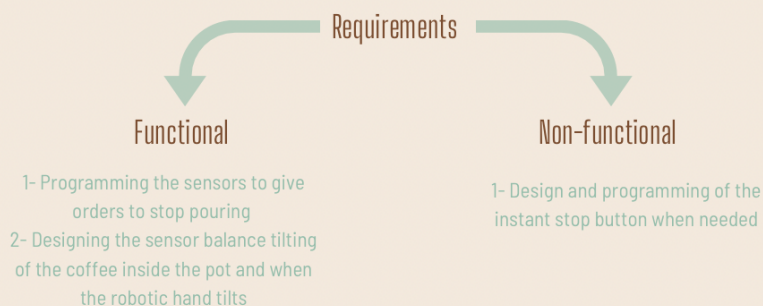 Requirements
Functional
1- Programming the sensors to give
orders to stop pouring
2- Designing the sensor balance tilting
of the coffee inside the pot and when
the robotic hand tilts
Non-functional
1- Design and programming of the
instant stop button when needed